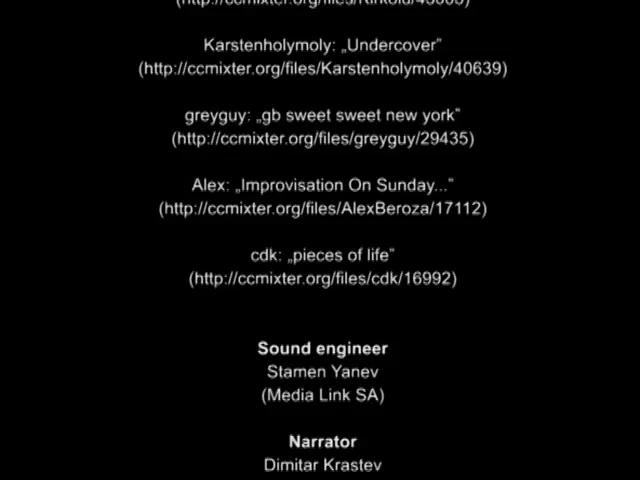 Karstenholymoly: „Undercover”
(http://ccmixter.org/files/Karstenholymoly/40639)
greyguy: „gb sweet sweet new york”
(http://ccmixter.org/files/greyguy/29435)
Alex: „Improvisation On Sunday...”
(http://ccmixter.org/files/AlexBeroza/17112)
cdk: „pieces of life”
(http://ccmixter.org/files/cdk/16992)
Sound engineer
Stamen Yanev
(Media Link SA)
Narrator
Dimitar Krastev